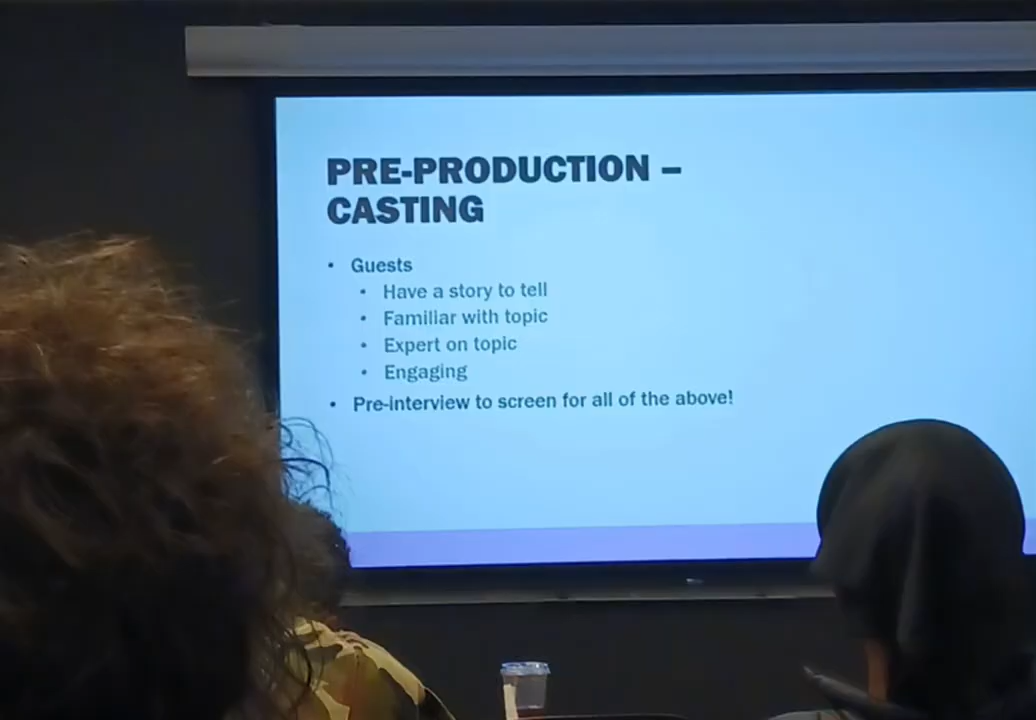 PRE-PRODUCTION –
CASTING
• Guests
• Have a story to tell
• Familiar with topic
• Expert on topic
• Engaging
• Pre-interview to screen for all of the above!